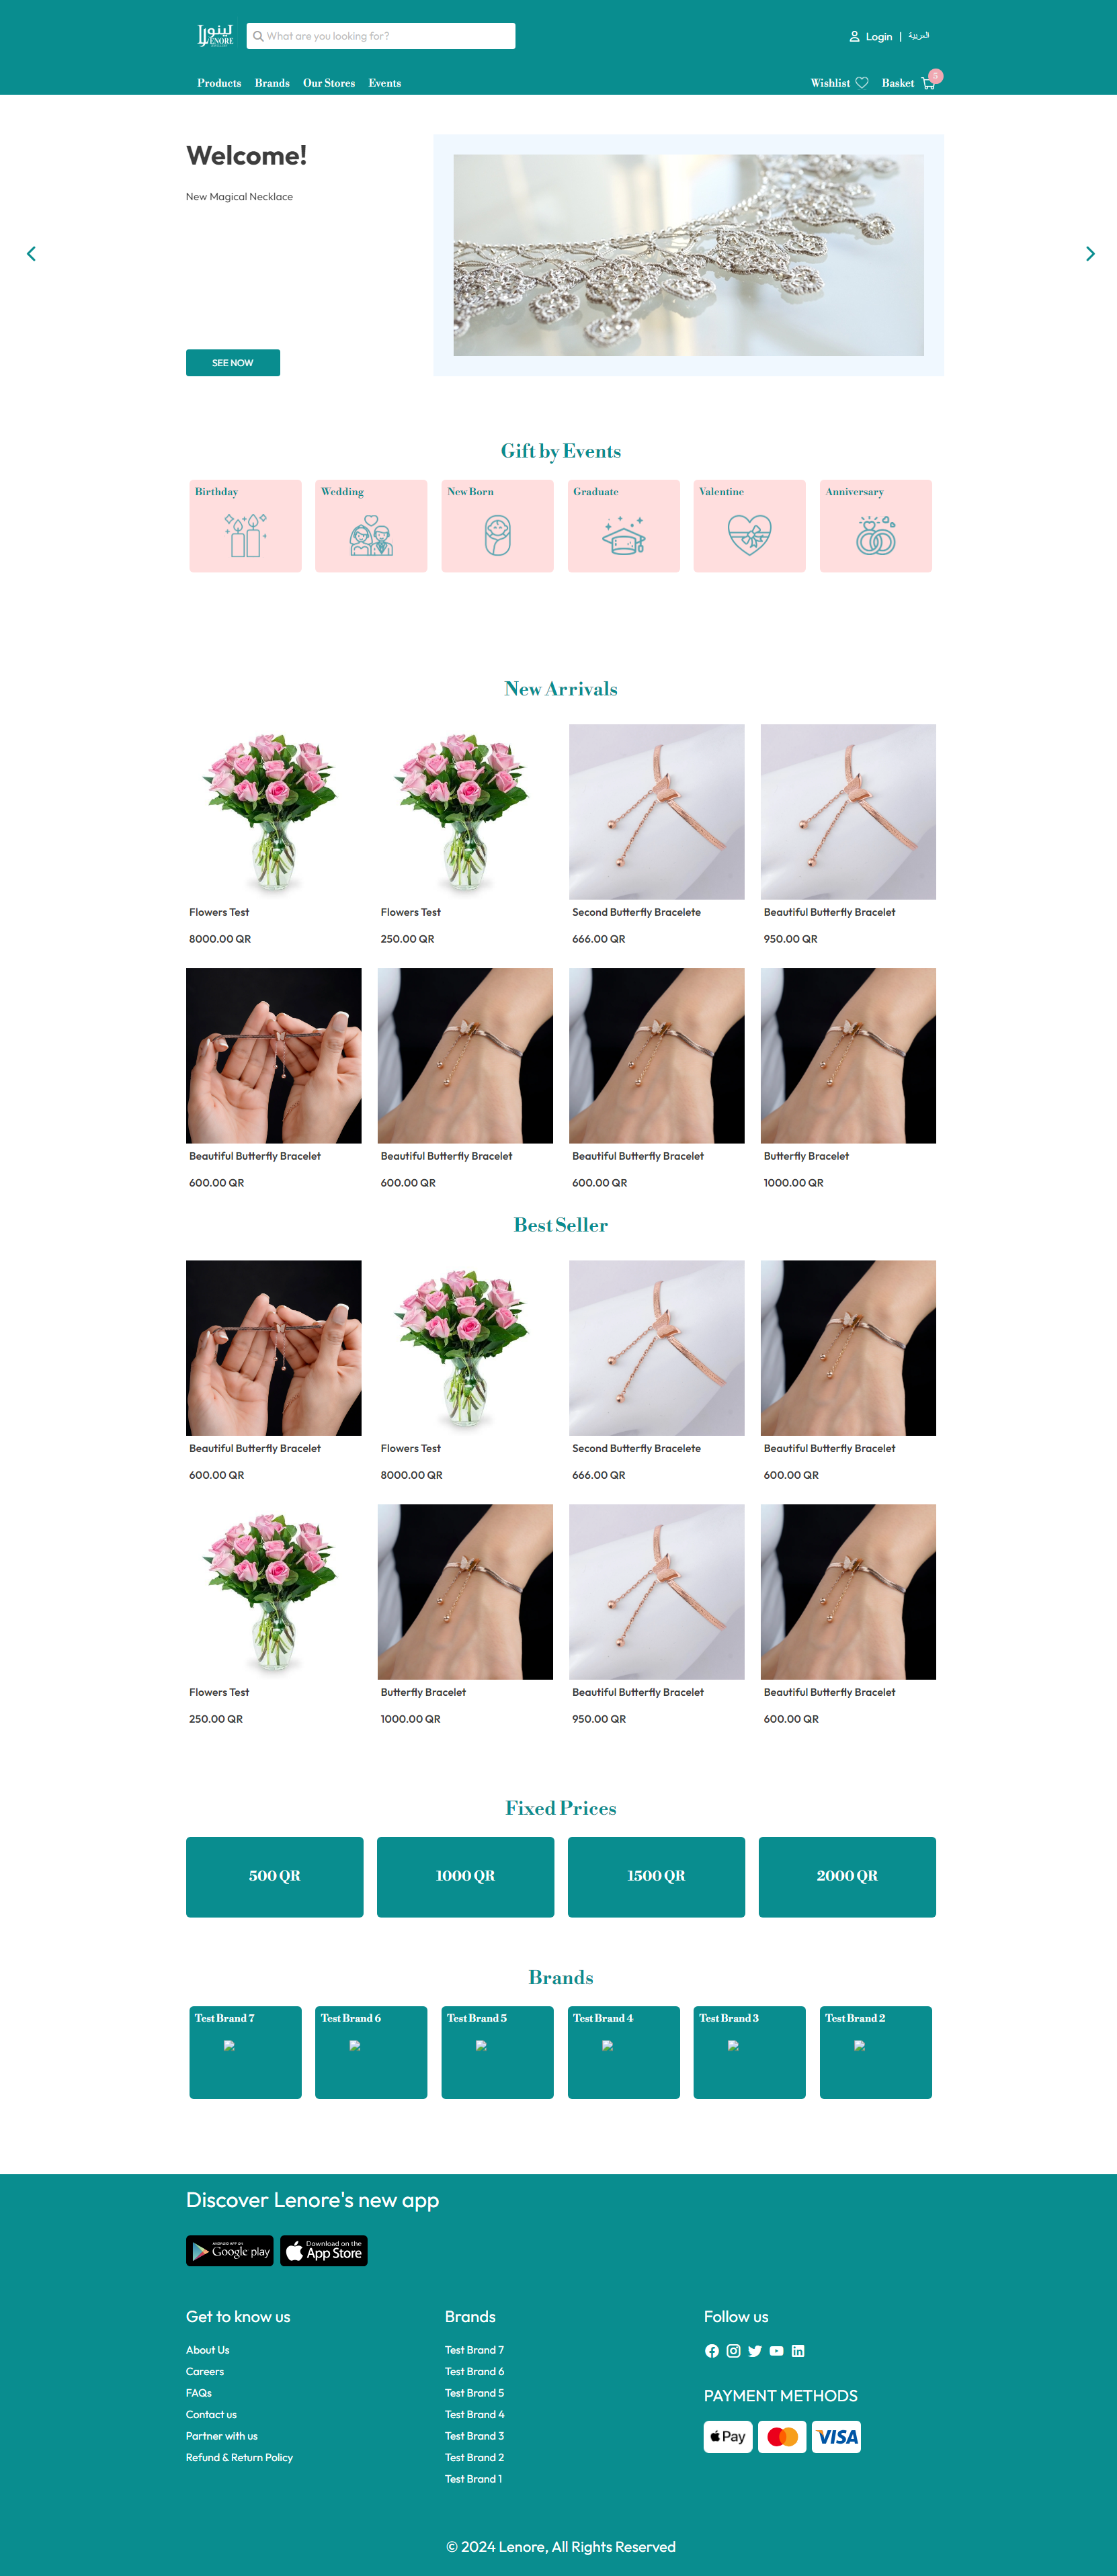 لينور
LENORE
What are you looking for?
Login | العربية
Products Brands Our Stores Events Wishlist Basket 5
Welcome!
New Magical Necklace
SEE NOW
Gift by Events
Birthday Wedding New Born Graduate Valentine Anniversary
New Arrivals
Flowers Test Flowers Test Second Butterfly Bracelete Beautiful Butterfly Bracelet
8000.00 QR 250.00 QR 666.00 QR 950.00 QR
Beautiful Butterfly Bracelet Beautiful Butterfly Bracelet Beautiful Butterfly Bracelet Butterfly Bracelet
600.00 QR 600.00 QR 600.00 QR 1000.00 QR
Best Seller
Beautiful Butterfly Bracelet Flowers Test Second Butterfly Bracelete Beautiful Butterfly Bracelet
600.00 QR 8000.00 QR 666.00 QR 600.00 QR
Flowers Test Butterfly Bracelet Beautiful Butterfly Bracelet Beautiful Butterfly Bracelet
250.00 QR 1000.00 QR 950.00 QR 600.00 QR
Fixed Prices
500 QR 1000 QR 1500 QR 2000 QR
Brands
Test Brand 7 Test Brand 6 Test Brand 5 Test Brand 4 Test Brand 3 Test Brand 2
Discover Lenore's new app
ANDROID APP ON
Google play
Download on the
App Store
Get to know us
About Us
Careers
FAQs
Contact us
Partner with us
Refund & Return Policy
Brands
Test Brand 7
Test Brand 6
Test Brand 5
Test Brand 4
Test Brand 3
Test Brand 2
Test Brand 1
Follow us
PAYMENT METHODS
Pay VISA
© 2024 Lenore, All Rights Reserved